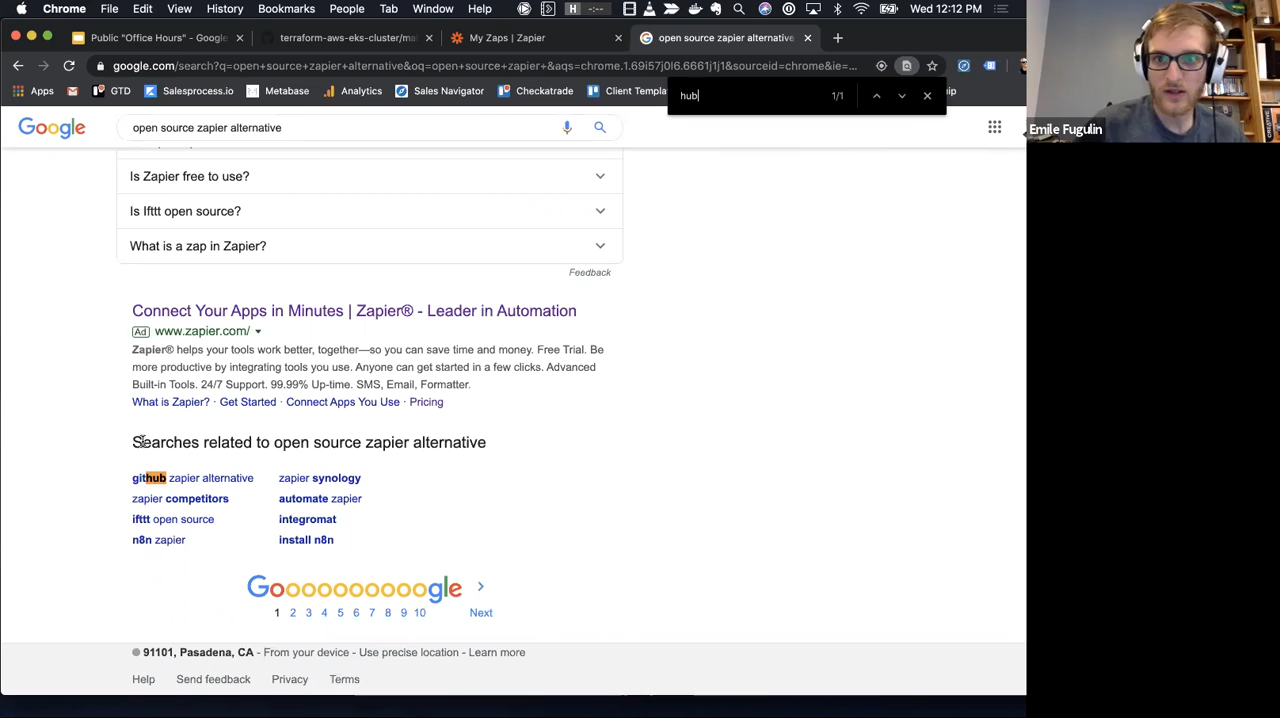 Chrome File Edit View History Bookmarks People Tab Window Help Wed 12:12 PM
Public "Office Hours" - Google
terraform-aws-eks-cluster/mai
My Zaps | Zapier
open source zapier alternative
google.com/search?q=open+source+zapier+alternative&oq=open+source+zapier+&aqs=chrome.1.69i57j0l6.6661j1j1&sourceid=chrome&ie=...
Apps GTD Salesprocess.io Metabase Analytics Sales Navigator Checkatrade Client Templat
hub 1/1
Google open source zapier alternative
Emile Fugulin
Is Zapier free to use?
Is Ifttt open source?
What is a zap in Zapier?
Feedback
Connect Your Apps in Minutes | Zapier® - Leader in Automation
Ad www.zapier.com/
Zapier® helps your tools work better, together—so you can save time and money. Free Trial. Be
more productive by integrating tools you use. Anyone can get started in a few clicks. Advanced
Built-in Tools. 24/7 Support. 99.99% Up-time. SMS, Email, Formatter.
What is Zapier? · Get Started · Connect Apps You Use · Pricing
Searches related to open source zapier alternative
github zapier alternative zapier synology
zapier competitors automate zapier
ifttt open source integromat
n8n zapier install n8n
Goooooooooogle
1 2 3 4 5 6 7 8 9 10 Next
91101, Pasadena, CA - From your device - Use precise location - Learn more
Help Send feedback Privacy Terms